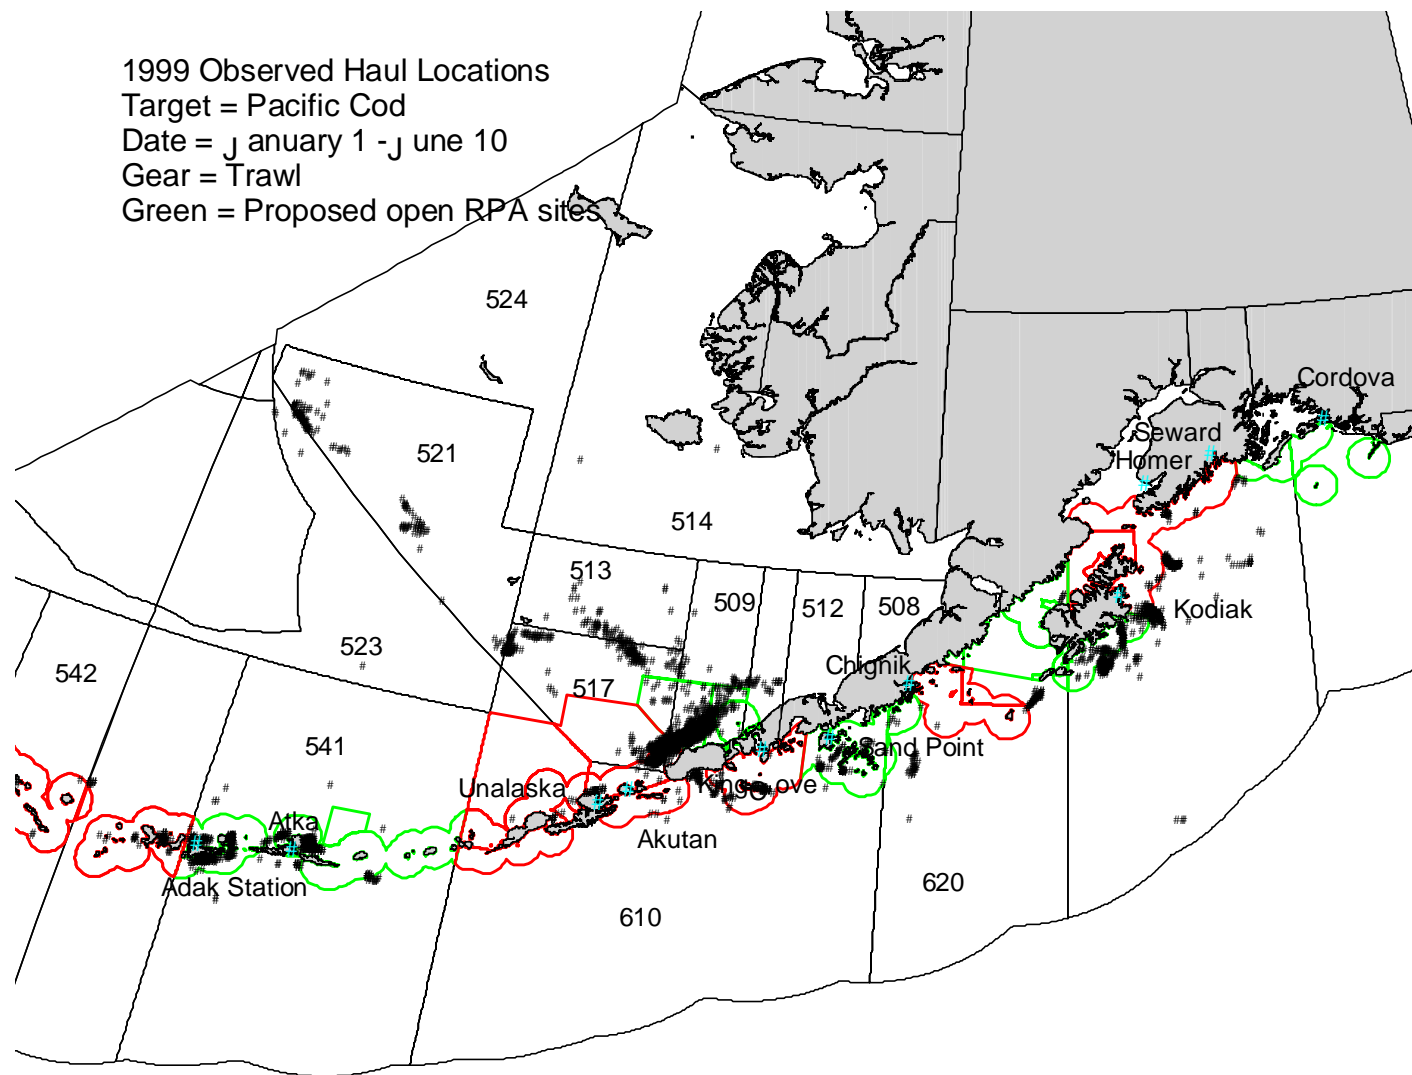 1999 Observed Haul Locations
Target = Pacific Cod
Date = January 1 - June 10
Gear = Trawl
Green = Proposed open RPA sites
524
Cordova
Seward
Homer
521
514
513
509
512
508
Kodiak
523
542
Chignik
517
541
Sand Point
Unalaska
King Cove
Atka
Akutan
Adak Station
620
610